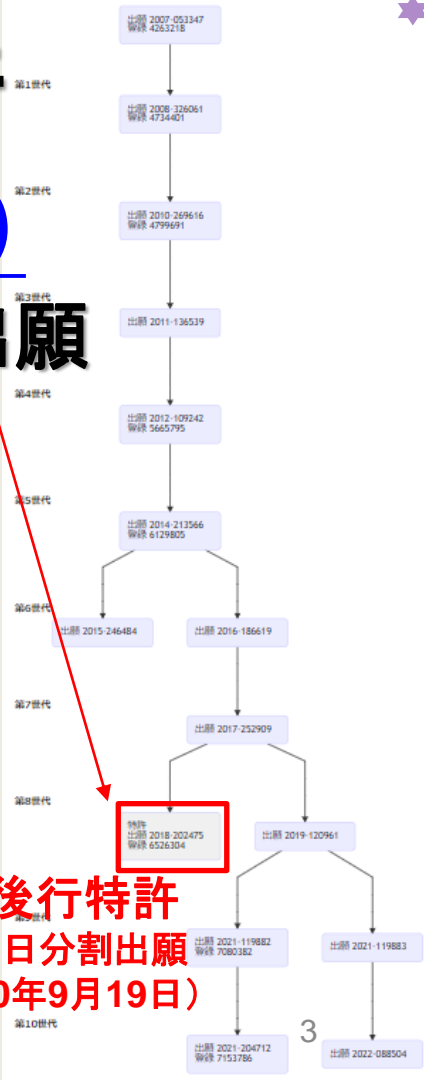 出願 2007-053347
登録 4263218
第1世代
出願 2008-326061
登録 4734401
第2世代
出願 2010-269616
登録 4799691
第3世代
出願 2011-136539
願
第4世代
出願 2012-109242
登録 5665795
第5世代
出願 2014-213566
登録 6129805
第6世代
出願 2015-246484
出願 2016-186619
第7世代
出願 2017-252909
第8世代
特許
出願 2018-202475
登録 6526304
出願 2019-120961
後行特許
第9世代
日分割出願
出願 2021-119882
登録 7080382
出願 2021-119883
0年9月19日）
第10世代
3
出願 2021-204712
登録 7153786
出願 2022-088504